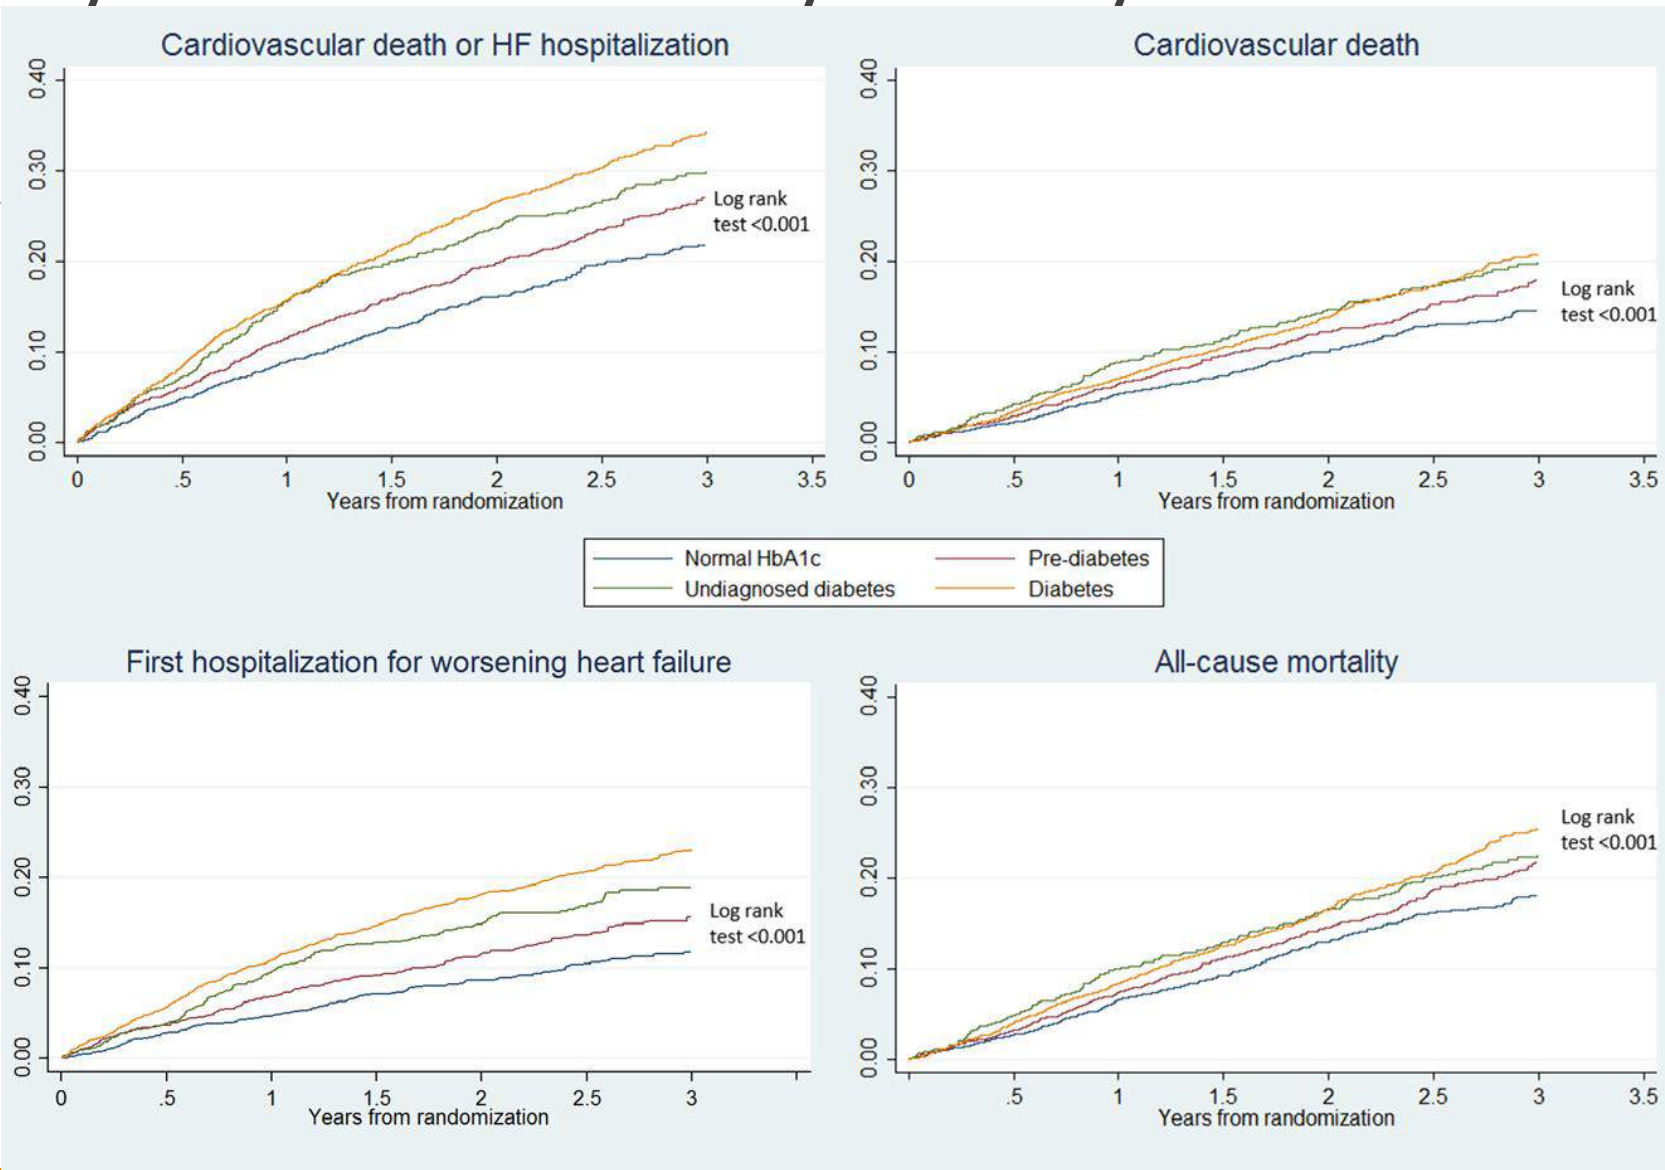 Cardiovascular death or HF hospitalization
0.40
0.30
0.20
0.10
0.00
Log rank
test <0.001
0 .5 1 1.5 2 2.5 3 3.5
Years from randomization
Cardiovascular death
0.40
0.30
0.20
0.10
0.00
Log rank
test <0.001
0 .5 1 1.5 2 2.5 3 3.5
Years from randomization
Normal HbA1c Pre-diabetes
Undiagnosed diabetes Diabetes
First hospitalization for worsening heart failure
0.40
0.30
0.20
0.10
0.00
Log rank
test <0.001
0 .5 1 1.5 2 2.5 3
Years from randomization
All-cause mortality
0.40
0.30
0.20
0.10
0.00
Log rank
test <0.001
.5 1 1.5 2 2.5 3 3.5
Years from randomization